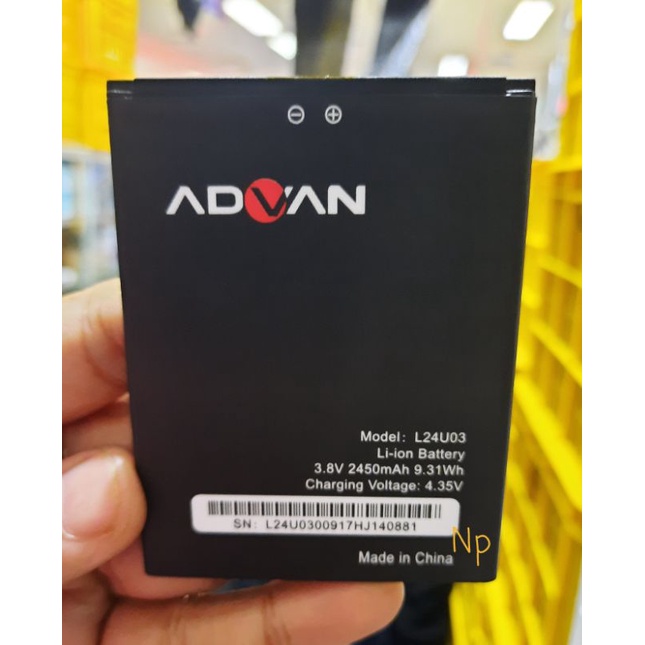 ⊖ ⊕
ADVAN
Model: L24U03
Li-ion Battery
3.8V 2450mAh 9.31Wh
Charging Voltage: 4.35V
SN: L24U0300917HJ140881
Made in China
Np